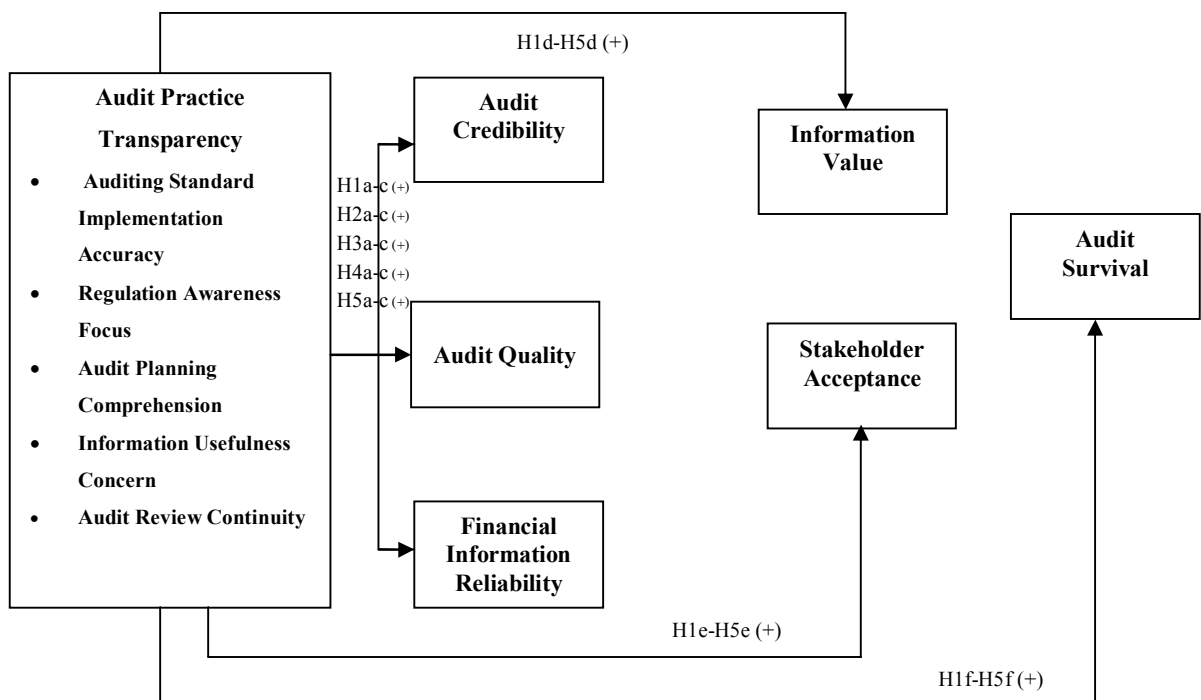 H1d-H5d (+)
Audit Practice
Transparency
• Auditing Standard
Implementation
Accuracy
• Regulation Awareness
Focus
• Audit Planning
Comprehension
• Information Usefulness
Concern
• Audit Review Continuity
H1a-c (+)
H2a-c (+)
H3a-c (+)
H4a-c (+)
H5a-c (+)
Audit
Credibility
Audit Quality
Financial
Information
Reliability
Information
Value
Stakeholder
Acceptance
Audit
Survival
H1e-H5e (+)
H1f-H5f (+)